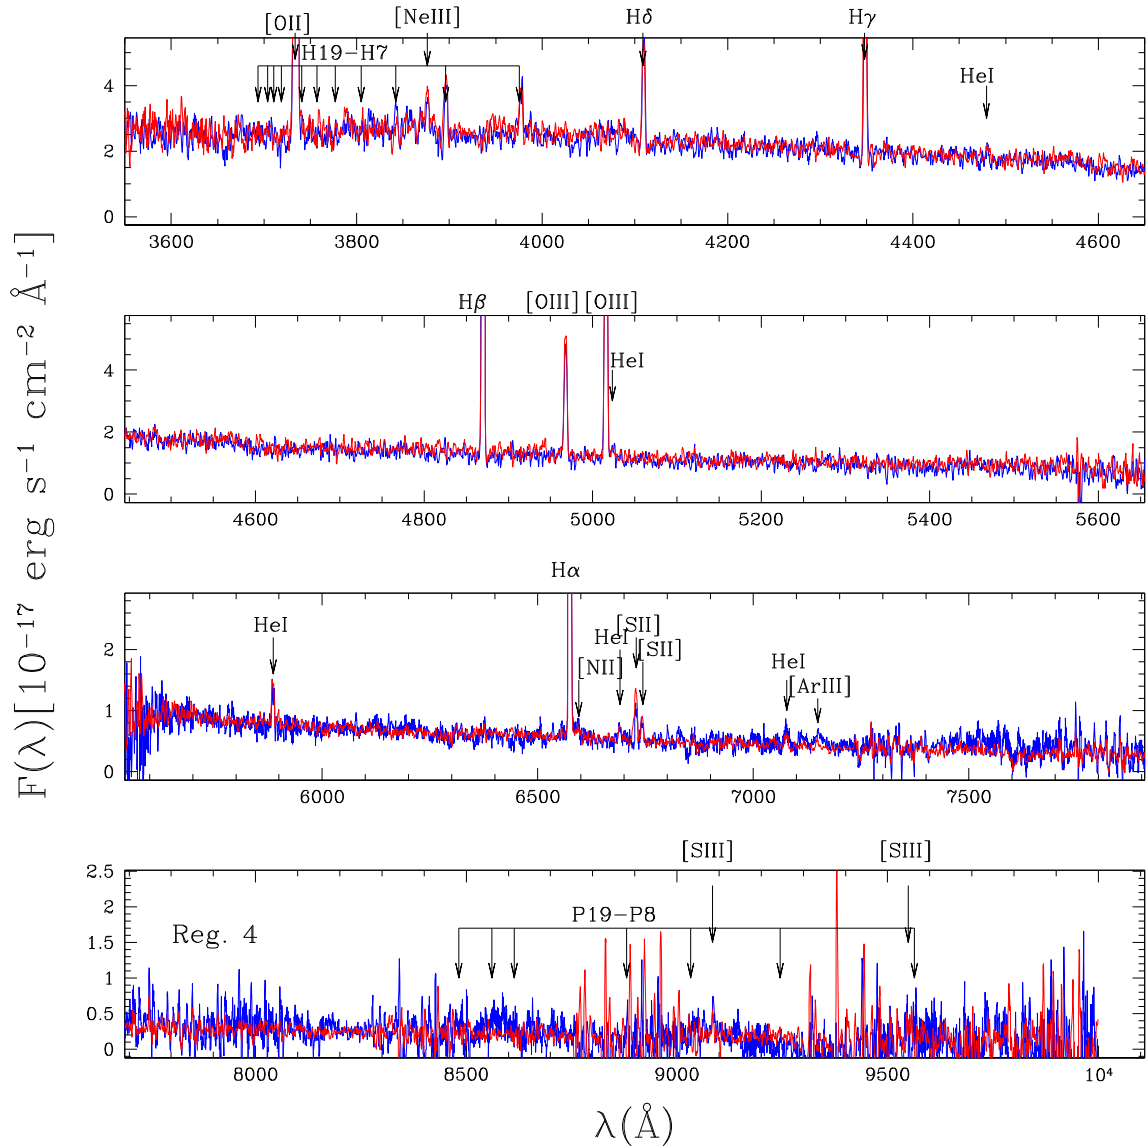 [OII] [NeIII] Hδ Hγ
H19−H7
HeI
4
2
0
3600 4000 4200 4400 4600
3800
Hβ [OIII] [OIII]
HeI
4
2
0
4600 4800 5000 5200 5400 5600
Hα
HeI [NII] HeI [SII] [SII] HeI [ArIII]
2
1
0
6000 6500 7000 7500
[SIII] [SIII]
P19−P8
Reg. 4
2.5
2
1.5
1
0.5
0
8000 8500 9000 9500 10⁴
λ(Å)
F(λ)[10⁻¹⁷ erg s⁻¹ cm⁻² Å⁻¹]